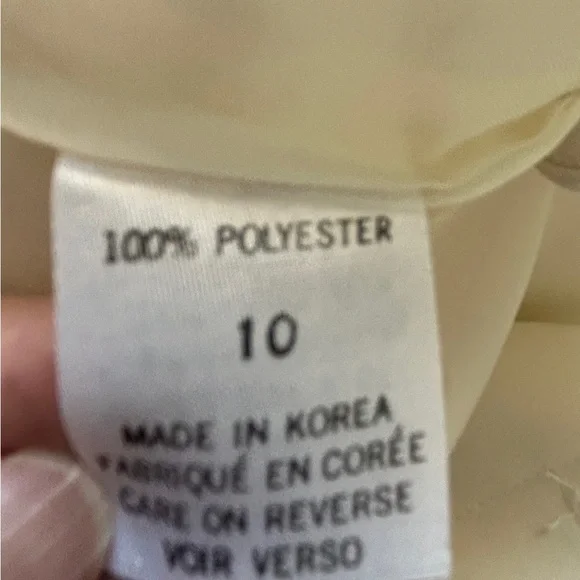 100% POLYESTER
10
MADE IN KOREA
FABRIQUÉ EN CORÉE
CARE ON REVERSE
VOIR VERSO